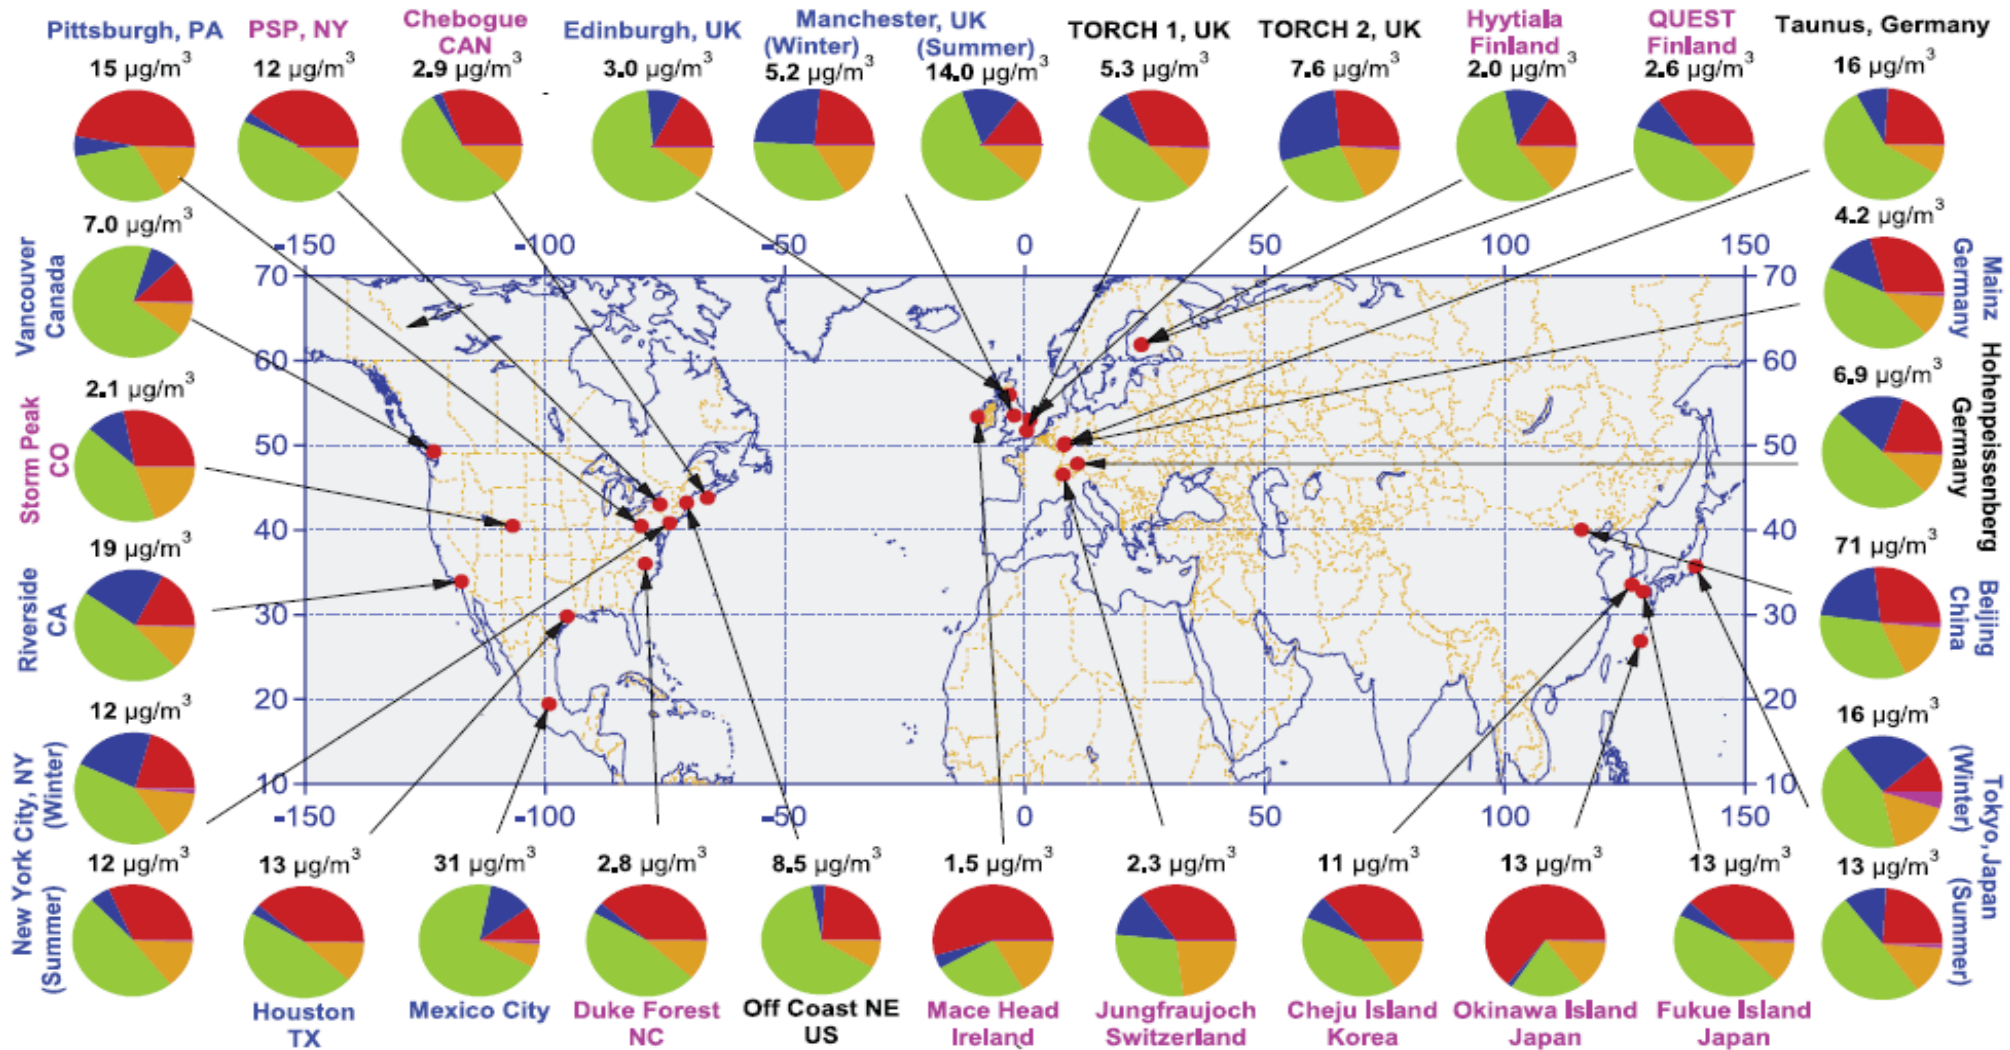 Pittsburgh, PA
15 µg/m3
PSP, NY
12 µg/m3
Chebogue
CAN
2.9 µg/m3
Edinburgh, UK
3.0 µg/m3
Manchester, UK
(Winter)
(Summer)
5.2 µg/m3
14.0 µg/m3
TORCH 1, UK
5.3 µg/m3
TORCH 2, UK
7.6 µg/m3
Hyytiala
Finland
2.0 µg/m3
QUEST
Finland
2.6 µg/m3
Taunus, Germany
16 µg/m3
7.0 µg/m3
Vancouver
Canada
2.1 µg/m3
Storm Peak
CO
19 µg/m3
Riverside
CA
12 µg/m3
New York City, NY
(Winter)
(Summer)
12 µg/m3
-150
-100
-50
0
50
100
150
70
60
50
40
30
20
10
70
60
50
40
30
20
10
-150
-100
-50
0
50
100
150
4.2 µg/m3
Mainz
Germany
6.9 µg/m3
Hohenpeissenberg
Germany
71 µg/m3
Beijing
China
16 µg/m3
Tokyo, Japan
(Winter)
(Summer)
13 µg/m3
13 µg/m3
Houston
TX
31 µg/m3
Mexico City
2.8 µg/m3
Duke Forest
NC
8.5 µg/m3
Off Coast NE
US
1.5 µg/m3
Mace Head
Ireland
2.3 µg/m3
Jungfraujoch
Switzerland
11 µg/m3
Cheju Island
Korea
13 µg/m3
Okinawa Island
Japan
13 µg/m3
Fukue Island
Japan